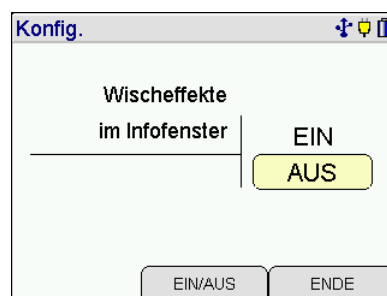 Konfig.
Wischeffekte
im Infofenster
EIN
AUS
EIN/AUS
ENDE